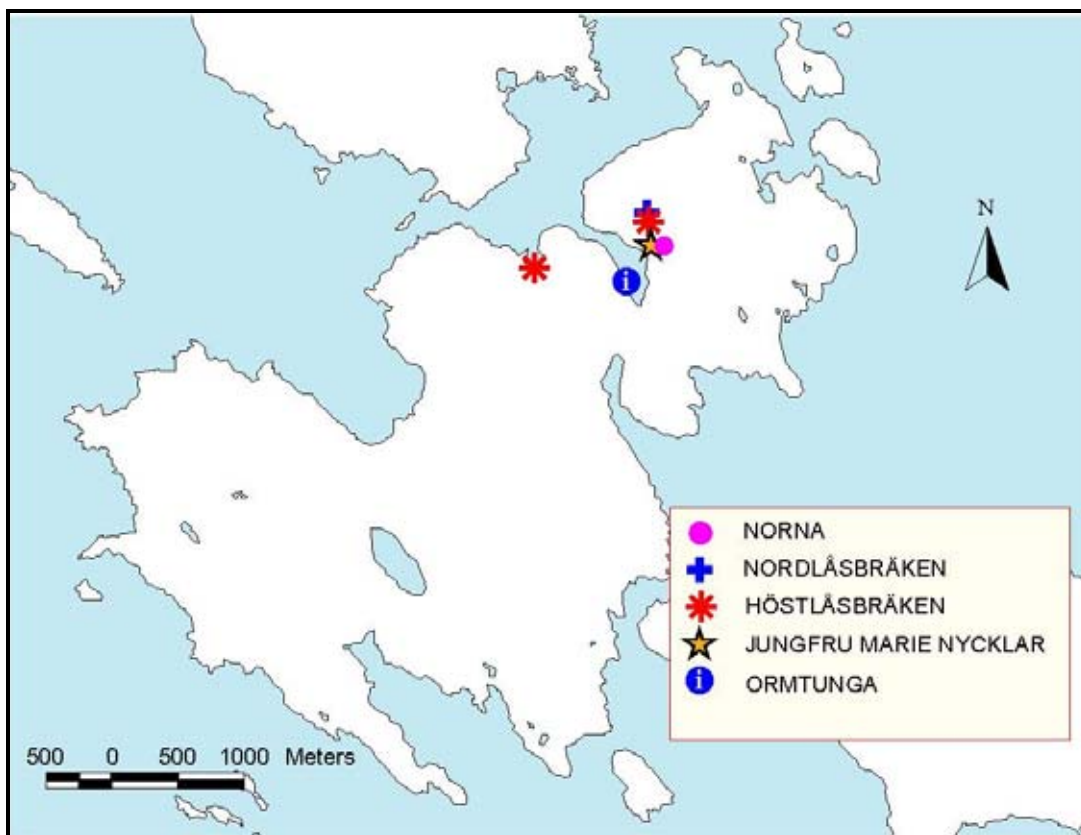 N
i
NORNA
NORDLÅSBRÄKEN
HÖSTLÅSBRÄKEN
JUNGFRU MARIE NYCKLAR
i ORMTUNGA
500 0 500 1000 Meters